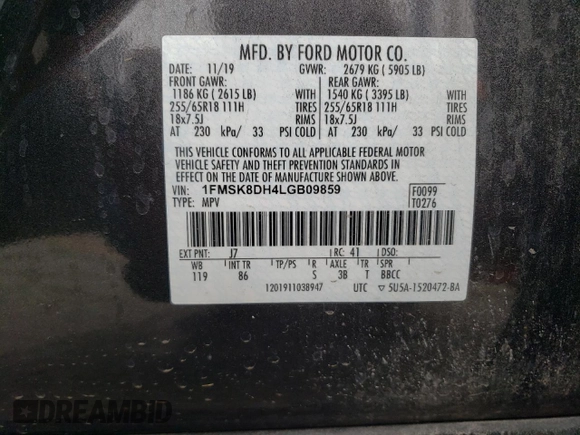 MFD. BY FORD MOTOR CO.
DATE: 11/19 GVWR: 2679 KG ( 5905 LB)
FRONT GAWR: REAR GAWR:
1186 KG ( 2615 LB) WITH 1540 KG ( 3395 LB) WITH
255/65R18 111H TIRES 255/65R18 111H TIRES
18x7.5J RIMS 18x7.5J RIMS
AT 230 kPa/ 33 PSI COLD AT 230 kPa/ 33 PSI COLD
THIS VEHICLE CONFORMS TO ALL APPLICABLE FEDERAL MOTOR
VEHICLE SAFETY AND THEFT PREVENTION STANDARDS IN
EFFECT ON THE DATE OF MANUFACTURE SHOWN ABOVE.
VIN: 1FMSK8DH4LGB09859 F0099
TYPE: MPV T0276
EXT PNT: J7 RC: 41 DSO:
WB INT TR TP/PS R AXLE TR SPR
119 B6 S 3B T BBCC
1201911038947 UTC ▽ 5U5A-1520472-BA
DREAMBID